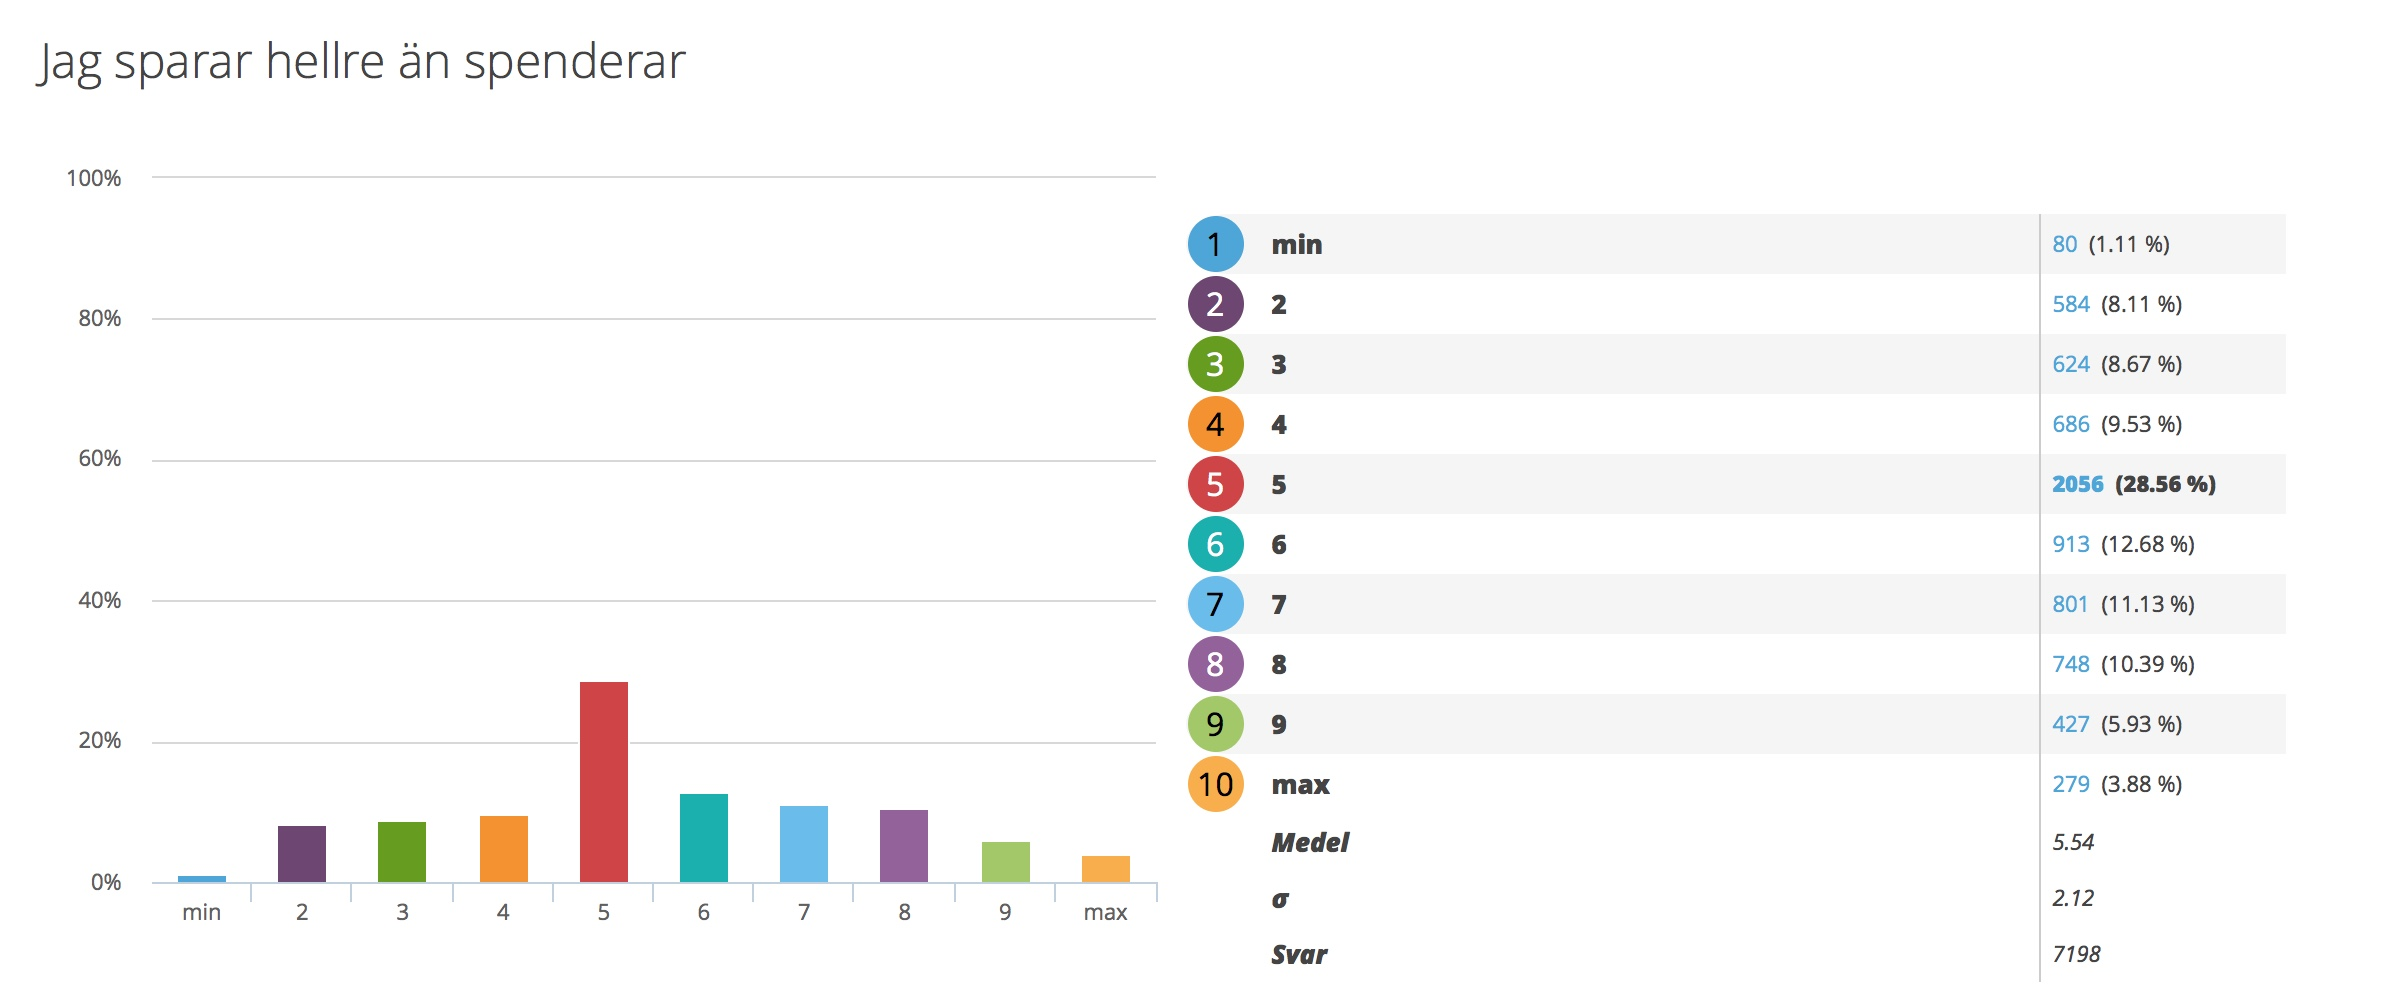 Jag sparar hellre än spenderar
100%
80%
60%
40%
20%
0%
min 2 3 4 5 6 7 8 9 max
1 min 80 (1.11 %)
2 2 584 (8.11 %)
3 3 624 (8.67 %)
4 4 686 (9.53 %)
5 5 2056 (28.56 %)
6 6 913 (12.68 %)
7 7 801 (11.13 %)
8 8 748 (10.39 %)
9 9 427 (5.93 %)
10 max 279 (3.88 %)
Medel 5.54
σ 2.12
Svar 7198